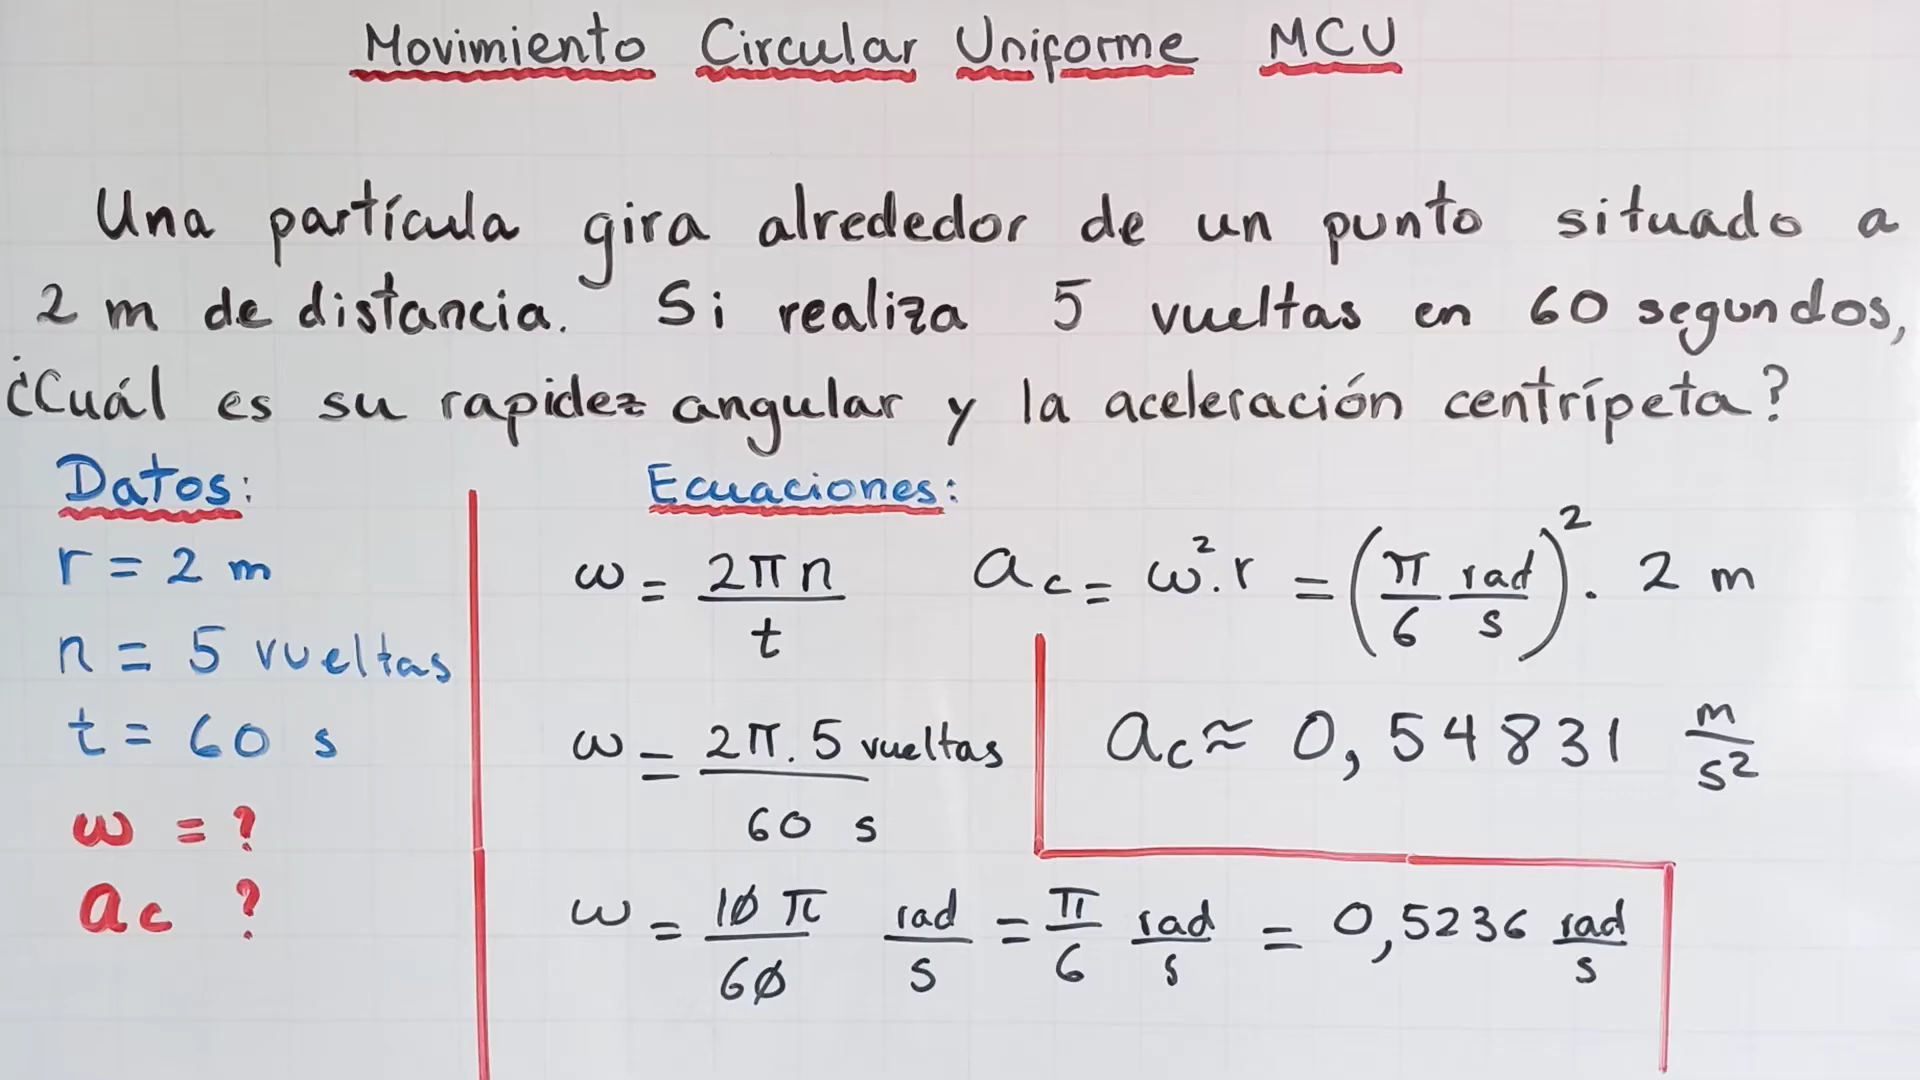 Movimiento Circular Uniforme MCU
Una partícula gira alrededor de un punto situado a
2 m de distancia. Si realiza 5 vueltas en 60 segundos,
¿Cuál es su rapidez angular y la aceleración centrípeta?
Datos:
r = 2 m
n = 5 vueltas
t = 60 s
ω = ?
ac ?
Ecuaciones:
ω = 2πn / t
ω = 2π . 5 vueltas / 60 s
ω = 10 π / 60 rad / s = π / 6 rad / s = 0,5236 rad / s
ac = ω². r = (π / 6 rad / s)² . 2 m
ac ≈ 0,54831 m / s²